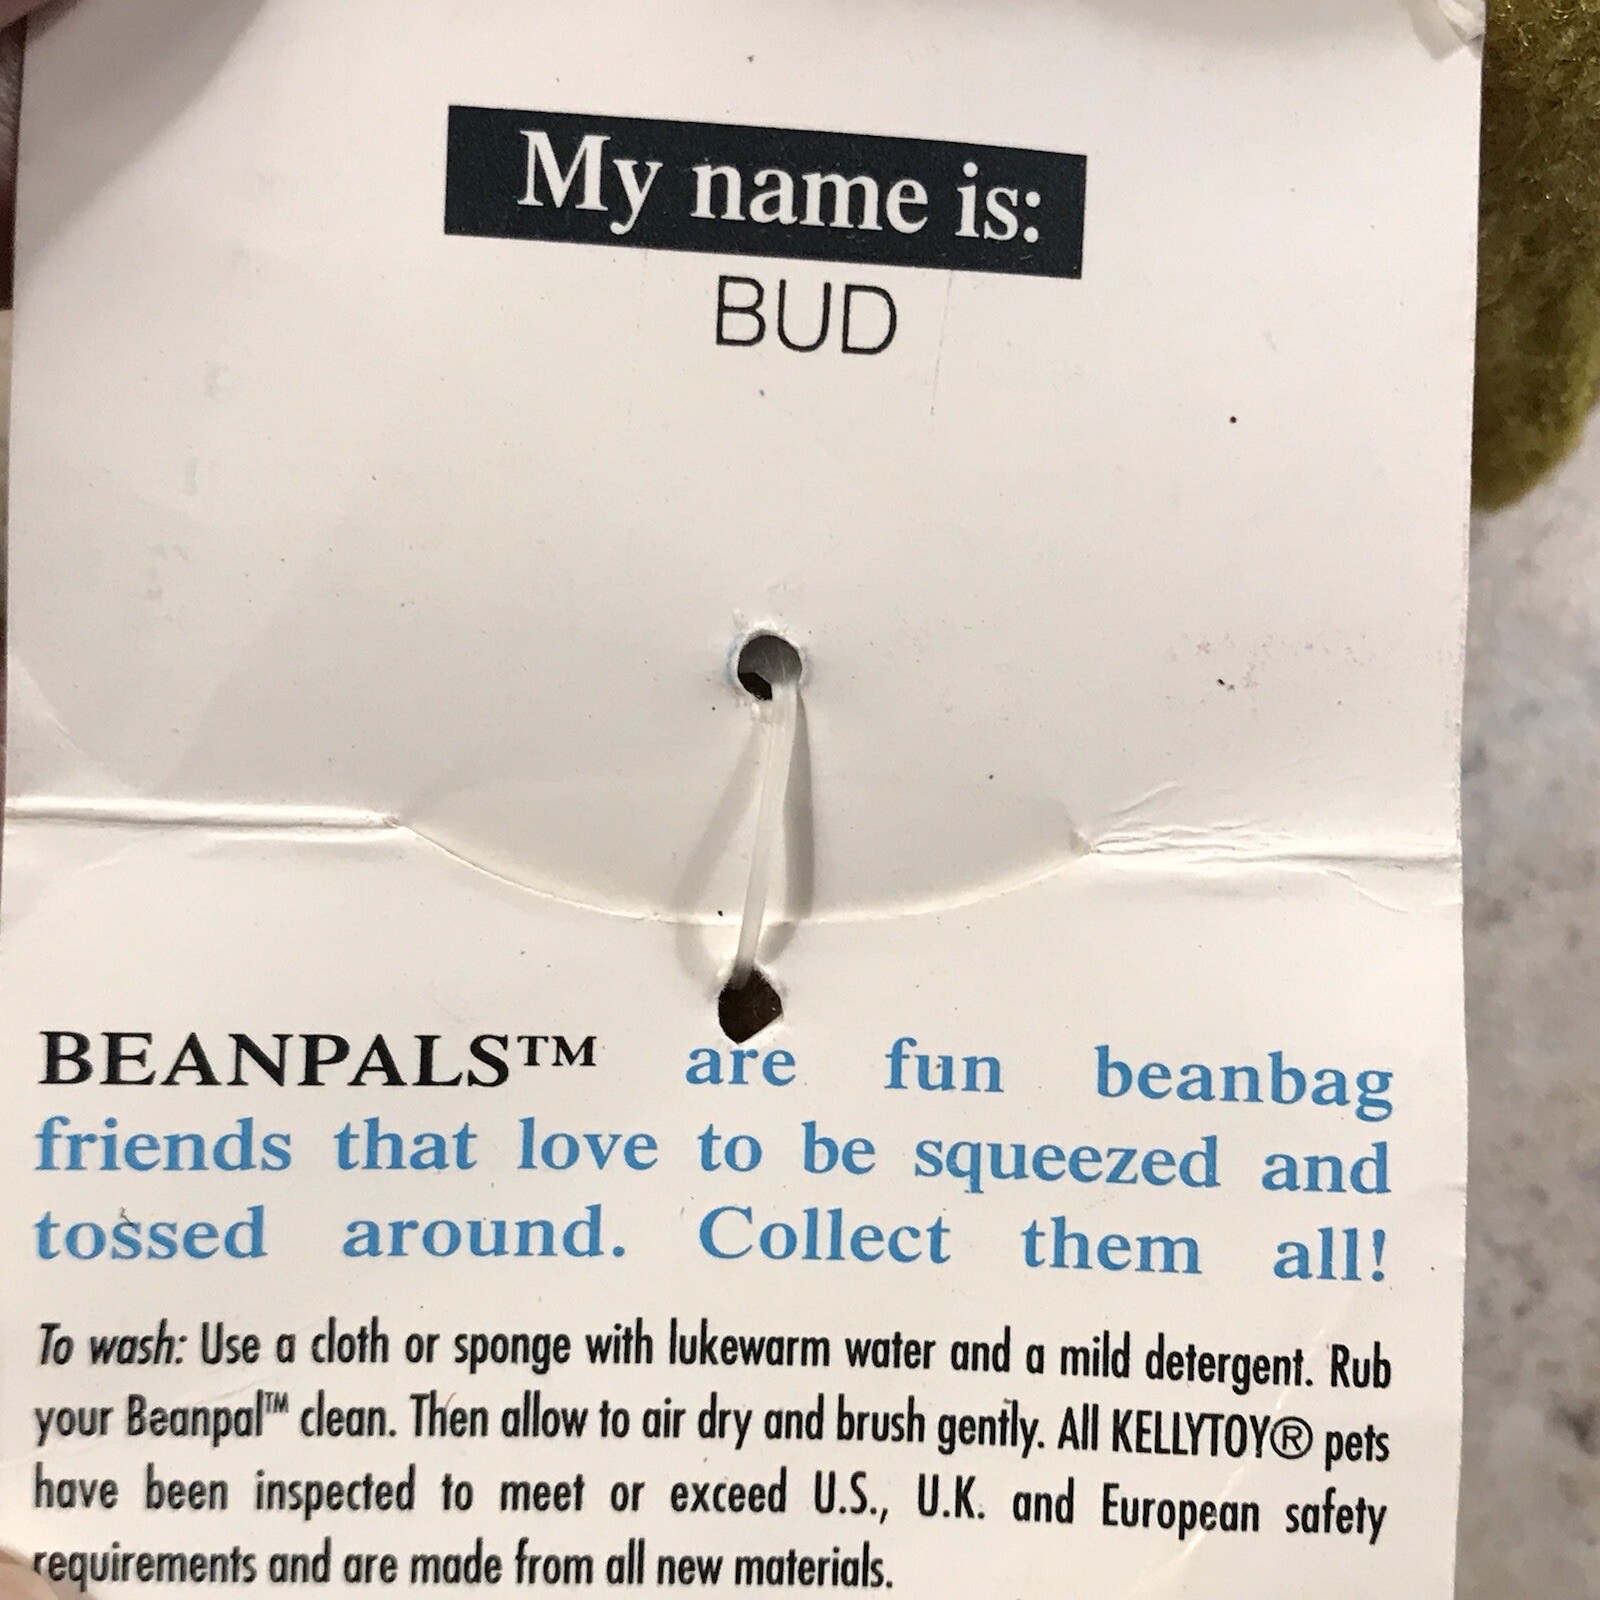 My name is:
BUD
BEANPALS™ are fun beanbag
friends that love to be squeezed and
tossed around. Collect them all!
To wash: Use a cloth or sponge with lukewarm water and a mild detergent. Rub
your Beanpal™ clean. Then allow to air dry and brush gently. All KELLYTOY® pets
have been inspected to meet or exceed U.S., U.K. and European safety
requirements and are made from all new materials.